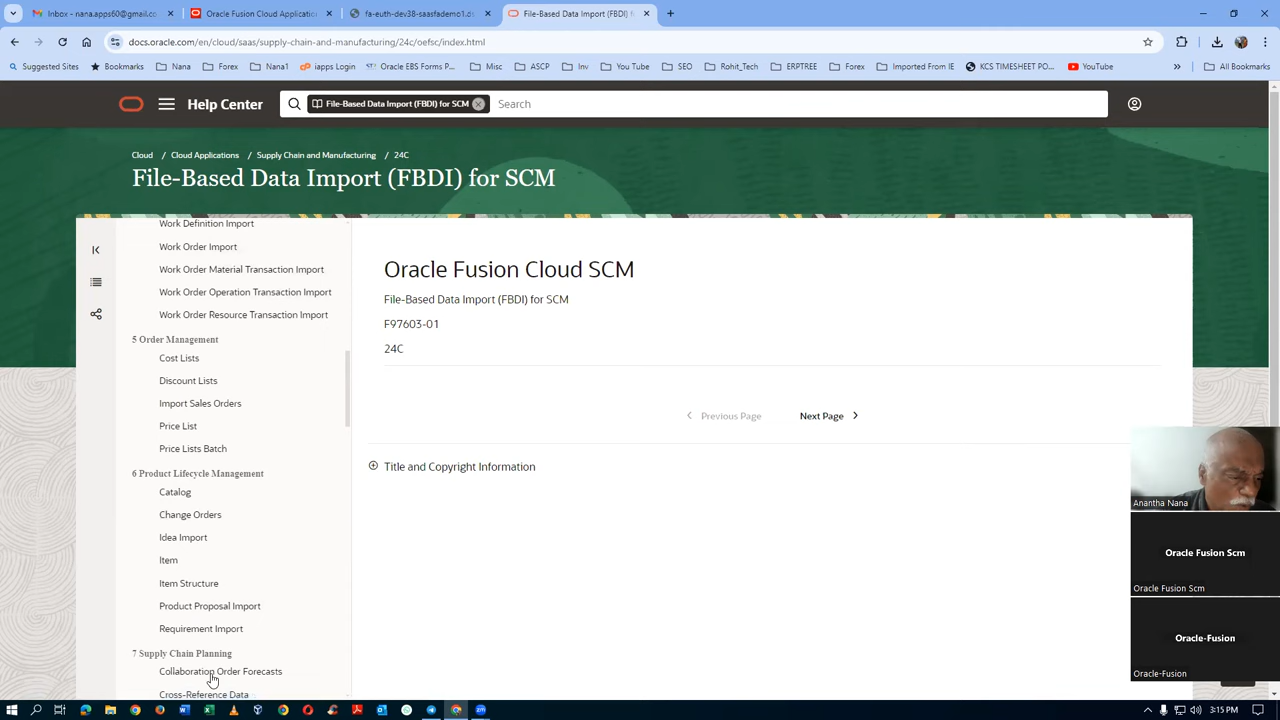 Inbox - nana.apps60@gmail.co
Oracle Fusion Cloud Application
fa-euth-dev38-saasfademo1.ds
File-Based Data Import (FBDI) fo
docs.oracle.com/en/cloud/saas/supply-chain-and-manufacturing/24c/oefsc/index.html
Suggested Sites
Bookmarks
Nana
Forex
Nana1
iapps Login
Oracle EBS Forms P...
Misc
ASCP
Inv
You Tube
SEO
Rohit_Tech
ERPTREE
Forex
Imported From IE
KCS TIMESHEET PO...
YouTube
All Bookmarks
Help Center
File-Based Data Import (FBDI) for SCM
Search
Cloud / Cloud Applications / Supply Chain and Manufacturing / 24C
File-Based Data Import (FBDI) for SCM
Work Definition Import
Work Order Import
Work Order Material Transaction Import
Work Order Operation Transaction Import
Work Order Resource Transaction Import
5 Order Management
Cost Lists
Discount Lists
Import Sales Orders
Price List
Price Lists Batch
6 Product Lifecycle Management
Catalog
Change Orders
Idea Import
Item
Item Structure
Product Proposal Import
Requirement Import
7 Supply Chain Planning
Collaboration Order Forecasts
Cross-Reference Data
Oracle Fusion Cloud SCM
File-Based Data Import (FBDI) for SCM
F97603-01
24C
Previous Page
Next Page
Title and Copyright Information
Anantha Nana
Oracle Fusion Scm
Oracle Fusion Scm
Oracle-Fusion
Oracle-Fusion
3:15 PM